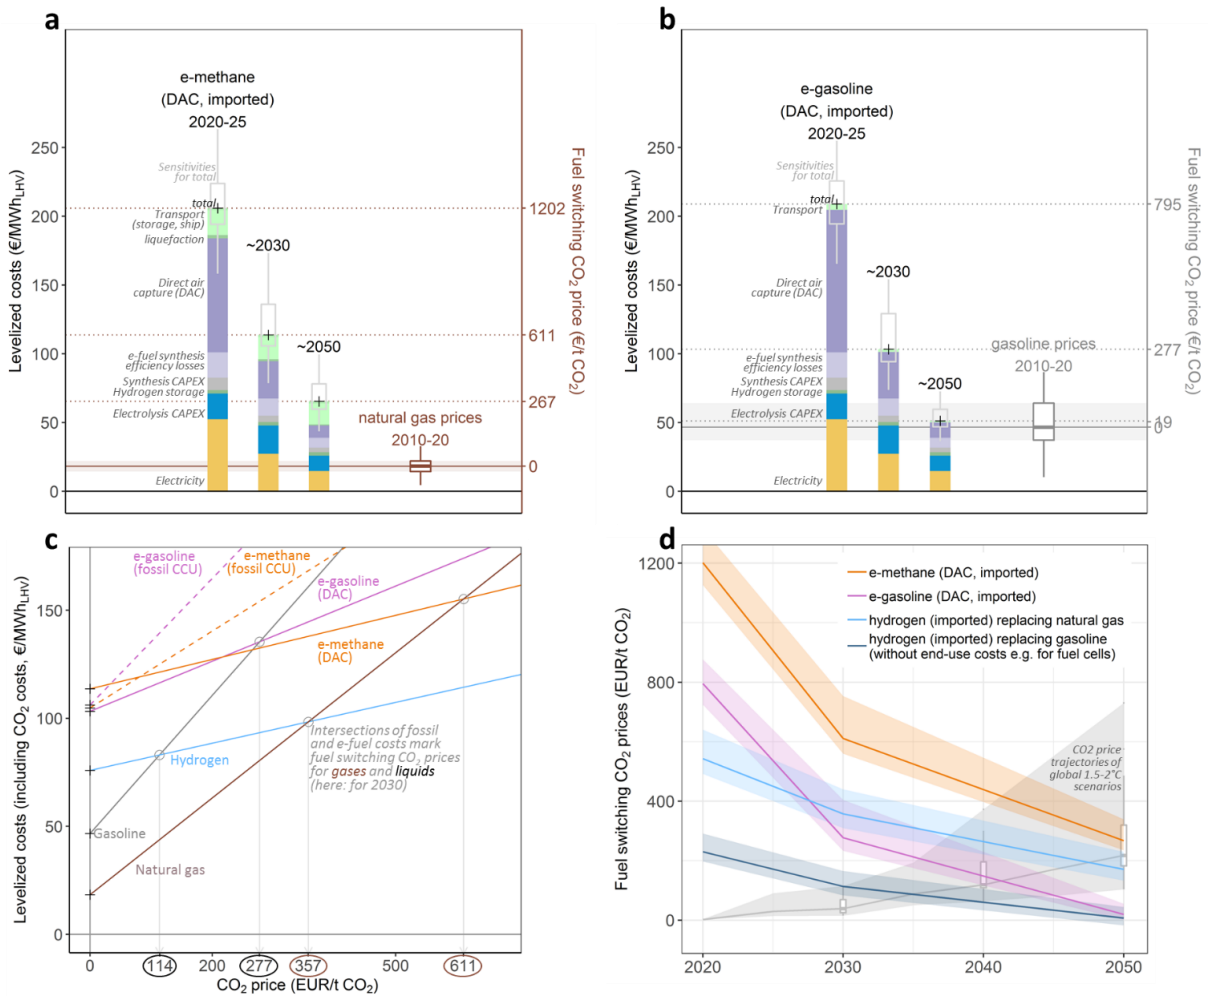 a
e-methane
(DAC, imported)
2020-25
Sensitivities
for total
total
Transport
(storage, ship)
liquefaction
~2030
Direct air
capture (DAC)
~2050
e-fuel synthesis
efficiency losses
Synthesis CAPEX
Hydrogen storage
Electrolysis CAPEX
Electricity
natural gas prices
2010-20
Levelized costs (€/MWhLHV)
250
200
150
100
50
0
1202
611
267
0
Fuel switching CO2 price (€/t CO2)
b
e-gasoline
(DAC, imported)
2020-25
Sensitivities
for total
total
Transport
~2030
Direct air
capture (DAC)
gasoline prices
2010-20
e-fuel synthesis
efficiency losses
~2050
Synthesis CAPEX
Hydrogen storage
Electrolysis CAPEX
Electricity
Levelized costs (€/MWhLHV)
250
200
150
100
50
0
795
277
19
0
Fuel switching CO2 price (€/t CO2)
c
e-gasoline
(fossil CCU)
e-methane
(fossil CCU)
e-gasoline
(DAC)
e-methane
(DAC)
Hydrogen
Intersections of fossil
and e-fuel costs mark
fuel switching CO2 prices
for gases and liquids
(here: for 2030)
Gasoline
Natural gas
Levelized costs (including CO2 costs, €/MWhLHV)
150
100
50
0
0
114
200
277
357
500
611
CO2 price (EUR/t CO2)
d
e-methane (DAC, imported)
e-gasoline (DAC, imported)
hydrogen (imported) replacing natural gas
hydrogen (imported) replacing gasoline
(without end-use costs e.g. for fuel cells)
CO2 price
trajectories of
global 1.5-2°C
scenarios
Fuel switching CO2 prices (EUR/t CO2)
1200
800
400
0
2020
2030
2040
2050